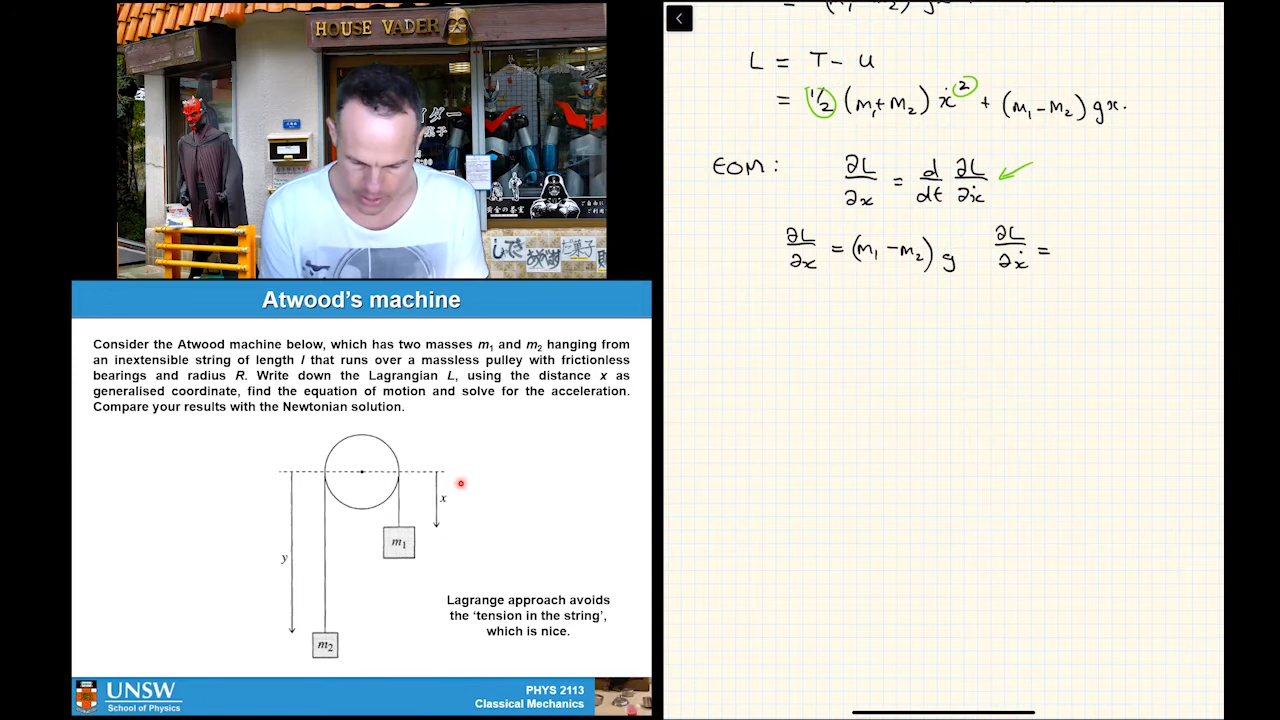 HOUSE VADER
Atwood's machine
Consider the Atwood machine below, which has two masses m₁ and m₂ hanging from
an inextensible string of length l that runs over a massless pulley with frictionless
bearings and radius R. Write down the Lagrangian L, using the distance x as
generalised coordinate, find the equation of motion and solve for the acceleration.
Compare your results with the Newtonian solution.
x
m₁
y
m₂
Lagrange approach avoids
the 'tension in the string',
which is nice.
UNSW
School of Physics
PHYS 2113
Classical Mechanics
L = T - U
= 1/2 (m₁+m₂) ẋ² + (m₁-m₂) gx.
EOM: ∂L/∂x = d/dt ∂L/∂ẋ
∂L/∂x = (m₁-m₂) g ∂L/∂ẋ =